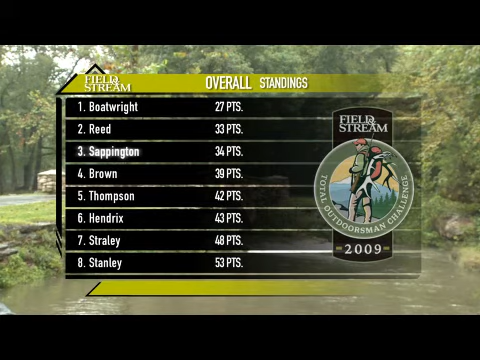 FIELD &
STREAM
OVERALL STANDINGS
1. Boatwright 27 PTS.
2. Reed 33 PTS.
3. Sappington 34 PTS.
4. Brown 39 PTS.
5. Thompson 42 PTS.
6. Hendrix 43 PTS.
7. Straley 48 PTS.
8. Stanley 53 PTS.
FIELD &
STREAM
TOTAL OUTDOORSMAN CHALLENGE
2009